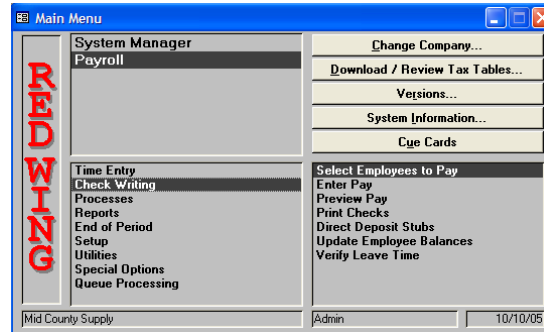 Main Menu
RED WING
System Manager
Payroll
Change Company...
Download / Review Tax Tables...
Versions...
System Information...
Cue Cards
Time Entry
Check Writing
Processes
Reports
End of Period
Setup
Utilities
Special Options
Queue Processing
Select Employees to Pay
Enter Pay
Preview Pay
Print Checks
Direct Deposit Stubs
Update Employee Balances
Verify Leave Time
Mid County Supply
Admin
10/10/05